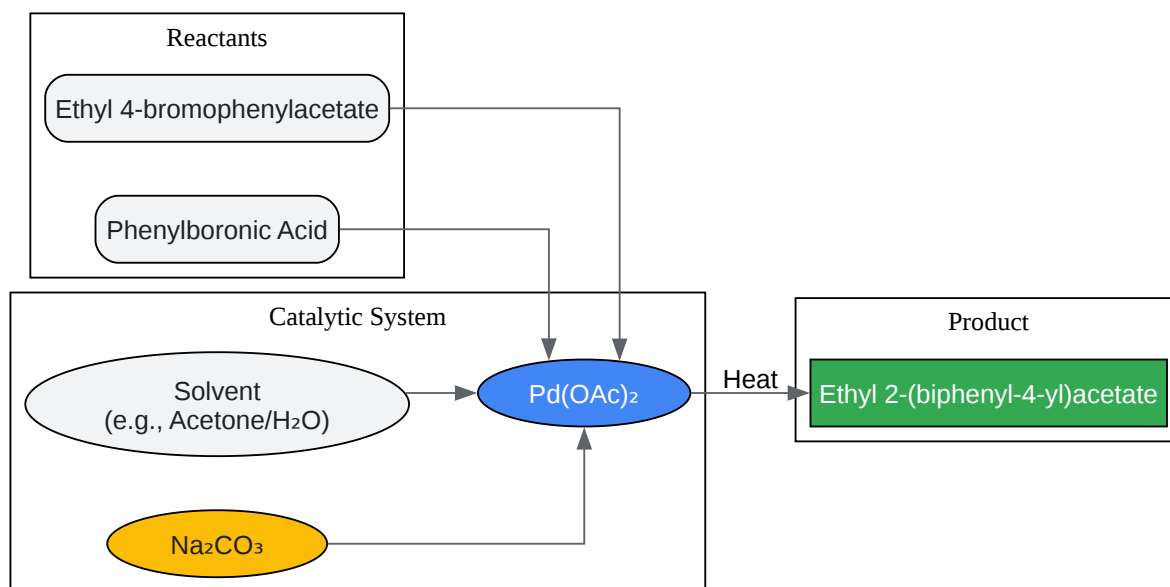 Reactants
Ethyl 4-bromophenylacetate
Phenylboronic Acid
Catalytic System
Solvent
(e.g., Acetone/H₂O)
Pd(OAc)₂
Na₂CO₃
Heat
Product
Ethyl 2-(biphenyl-4-yl)acetate